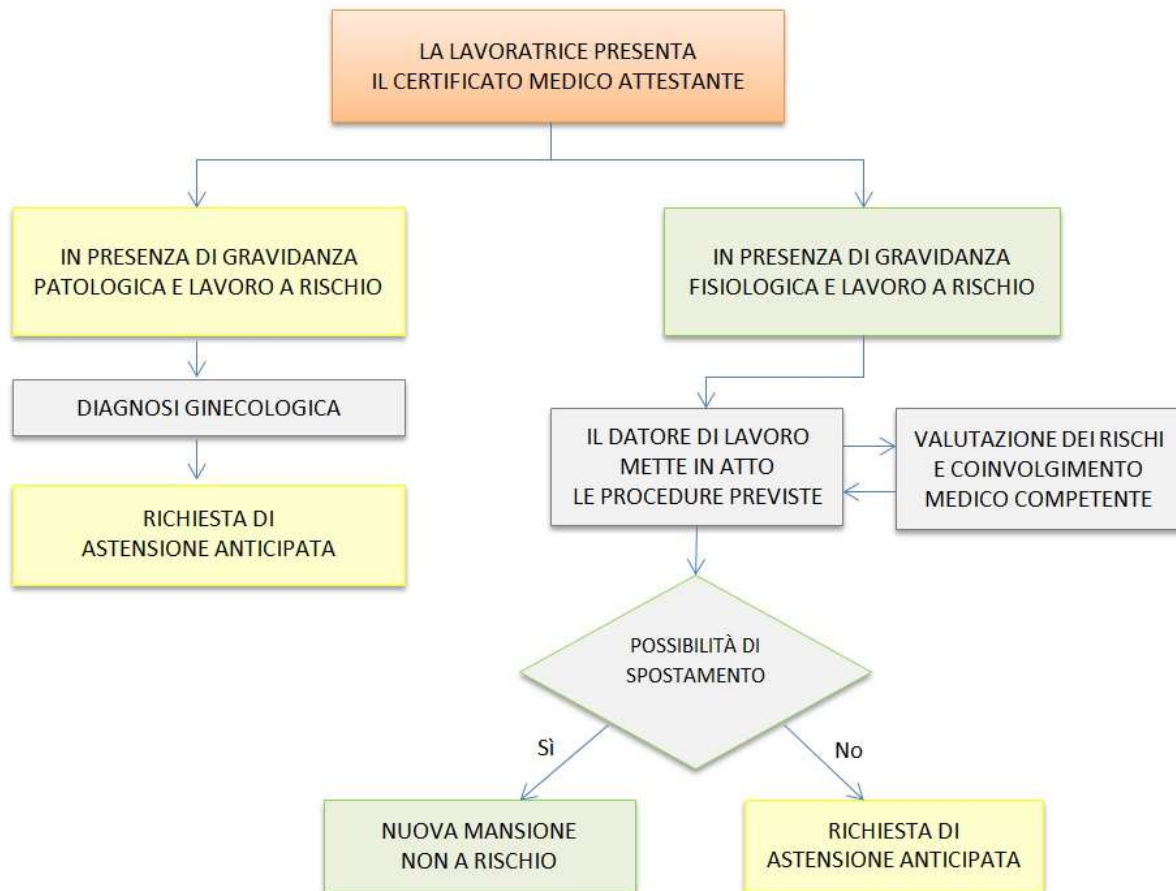 LA LAVORATRICE PRESENTA
IL CERTIFICATO MEDICO ATTESTANTE
IN PRESENZA DI GRAVIDANZA
PATOLOGICA E LAVORO A RISCHIO
IN PRESENZA DI GRAVIDANZA
FISIOLOGICA E LAVORO A RISCHIO
DIAGNOSI GINECOLOGICA
RICHIESTA DI
ASTENSIONE ANTICIPATA
IL DATORE DI LAVORO
METTE IN ATTO
LE PROCEDURE PREVISTE
VALUTAZIONE DEI RISCHI
E COINVOLGIMENTO
MEDICO COMPETENTE
POSSIBILITÀ DI
SPOSTAMENTO
Sì
No
NUOVA MANSIONE
NON A RISCHIO
RICHIESTA DI
ASTENSIONE ANTICIPATA